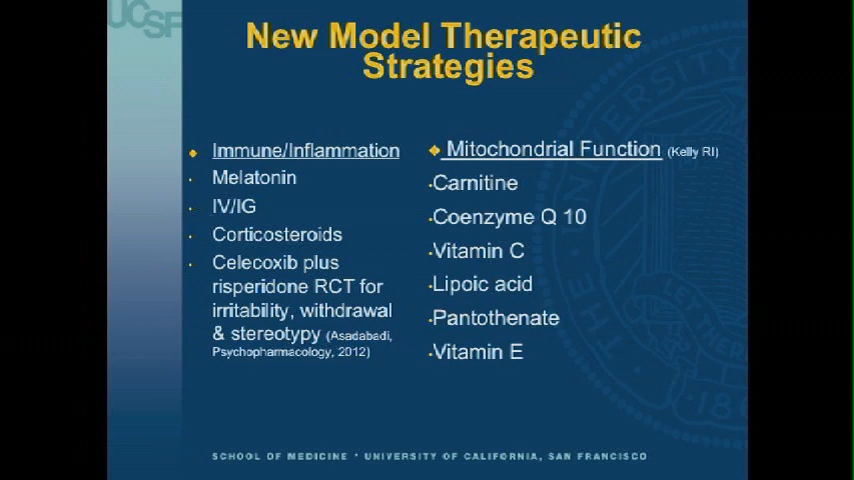 UCSF
New Model Therapeutic
Strategies
Immune/Inflammation
Melatonin
IV/IG
Corticosteroids
Celecoxib plus
risperidone RCT for
irritability, withdrawal
& stereotypy (Asadabadi,
Psychopharmacology, 2012)
Mitochondrial Function (Kelly RI)
Carnitine
Coenzyme Q 10
Vitamin C
Lipoic acid
Pantothenate
Vitamin E
SCHOOL OF MEDICINE * UNIVERSITY OF CALIFORNIA, SAN FRANCISCO